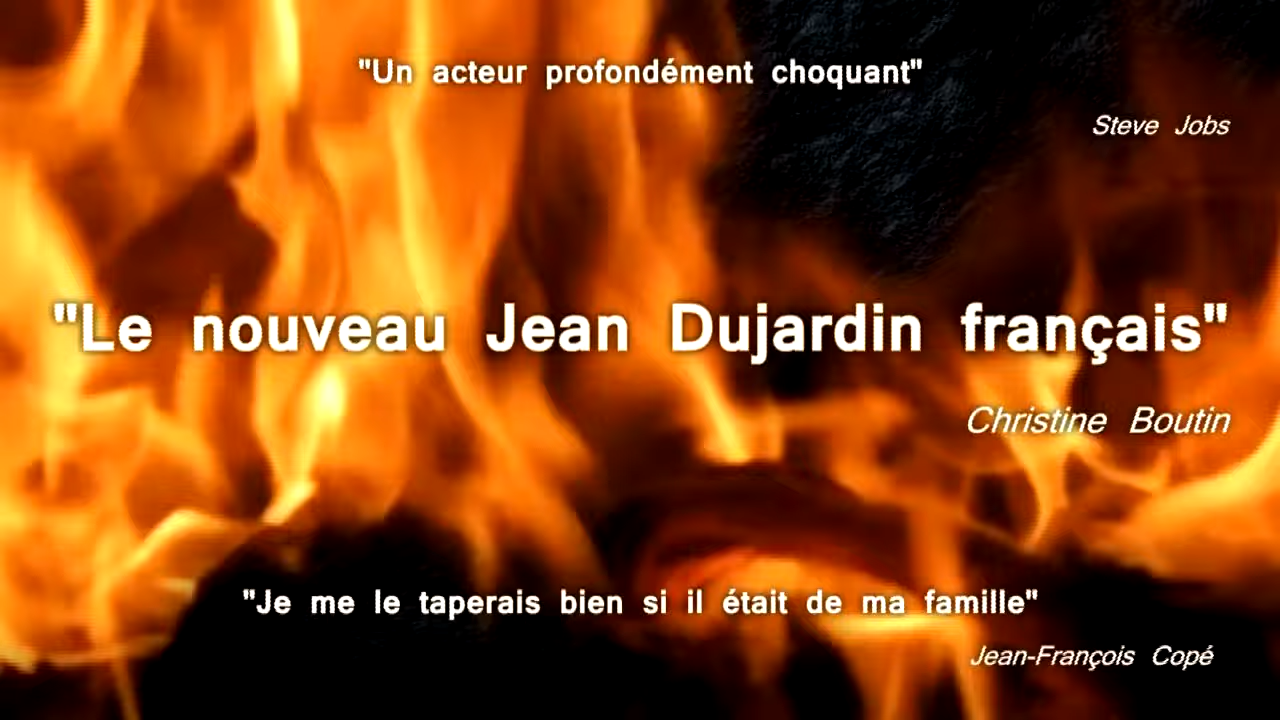 "Un acteur profondément choquant"
Steve Jobs
"Le nouveau Jean Dujardin français"
Christine Boutin
"Je me le taperais bien si il était de ma famille"
Jean-François Copé